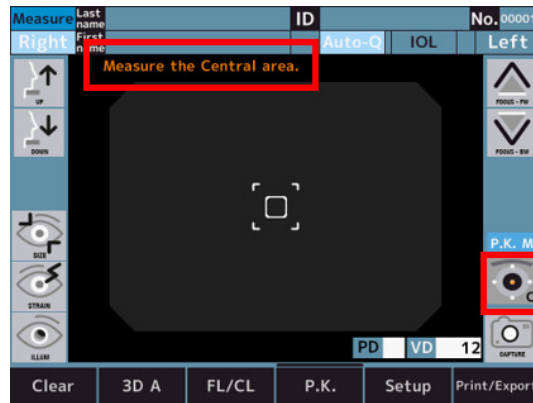 Measure Last name ID No. 00001
Right First name Auto-Q IOL Left
Measure the Central area.
UP
FOCUS - FW
DOWN
FOCUS - BW
SIZE
P.K. M
STRAIN
C
ILLUM
PD VD 12
CAPTURE
Clear 3D A FL/CL P.K. Setup Print/Export